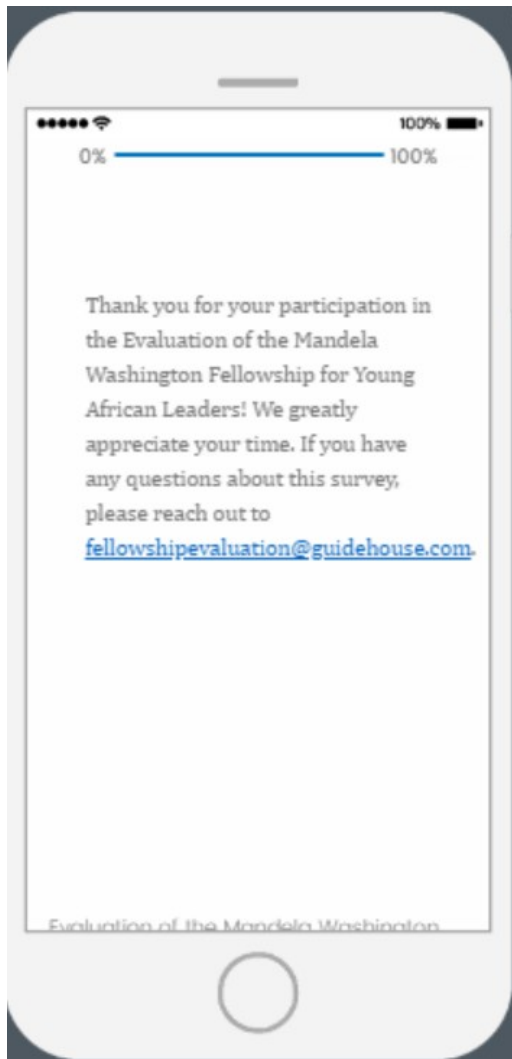 100%
0% 100%
Thank you for your participation in
the Evaluation of the Mandela
Washington Fellowship for Young
African Leaders! We greatly
appreciate your time. If you have
any questions about this survey,
please reach out to
fellowshipevaluation@guidehouse.com.
Evaluation of the Mandela Washington